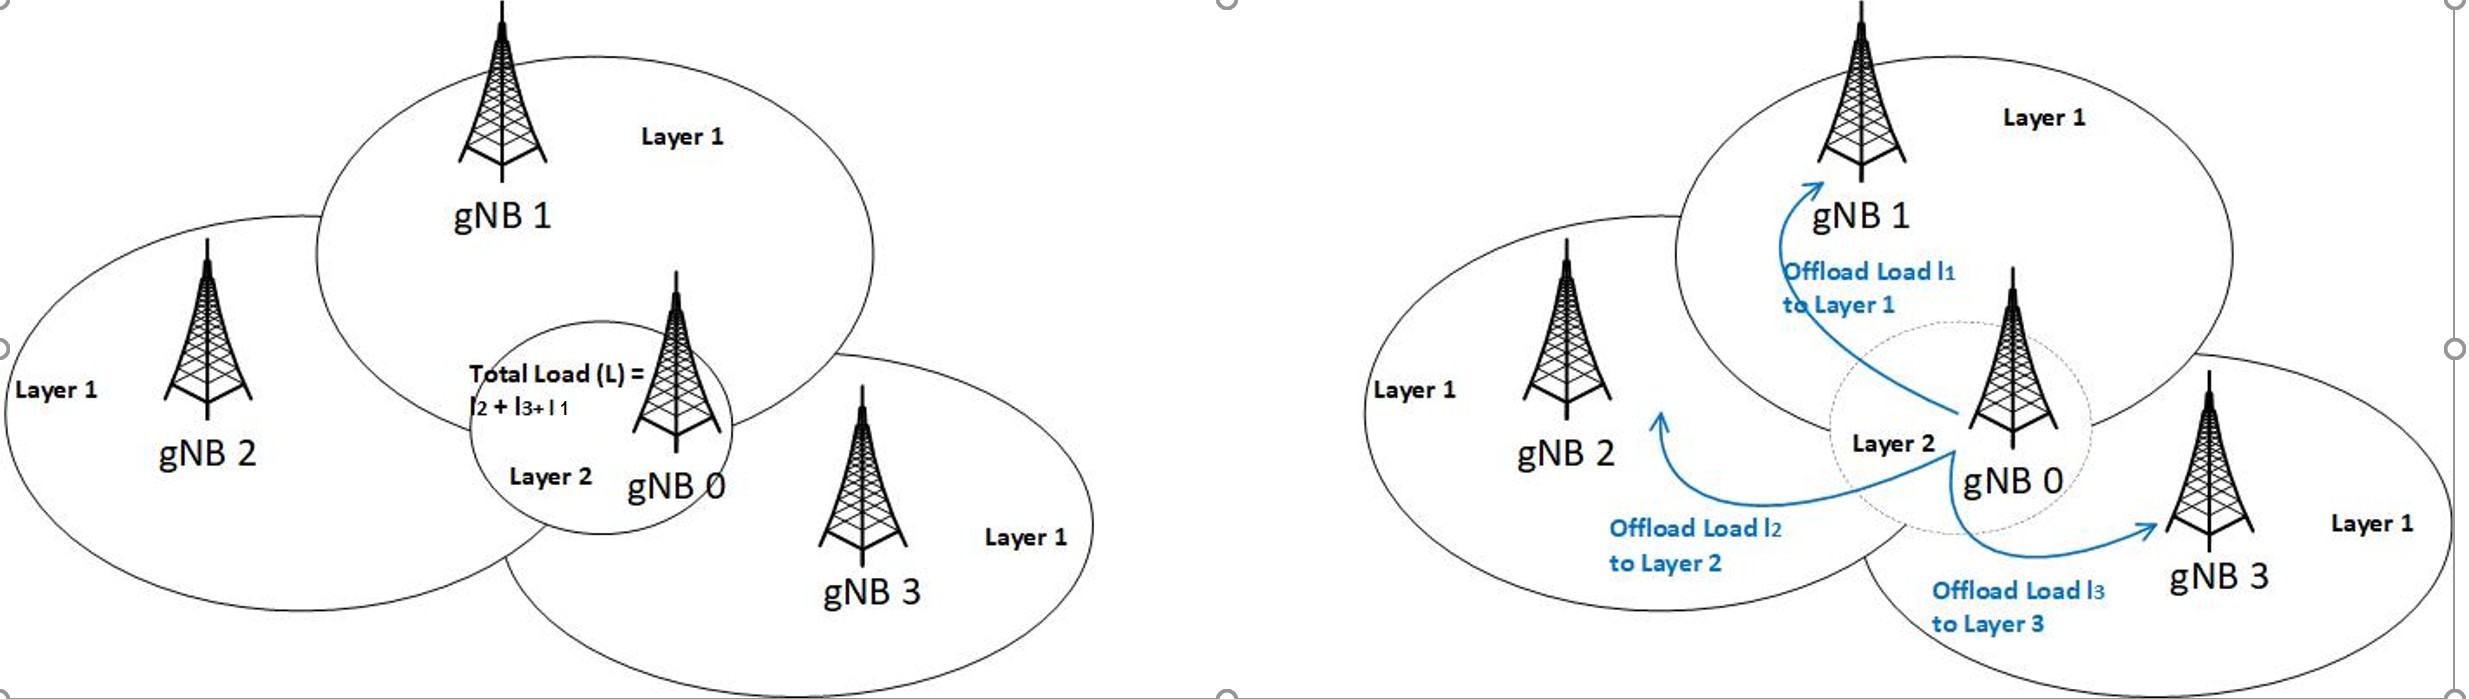 Layer 1
gNB 1
Layer 1
gNB 2
Total Load (L) =
l2 + l3+ l 1
Layer 2
gNB 0
Layer 1
gNB 3
Layer 1
gNB 1
Offload Load l1
to Layer 1
Layer 1
gNB 2
Layer 2
gNB 0
Offload Load l2
to Layer 2
Layer 1
gNB 3
Offload Load l3
to Layer 3